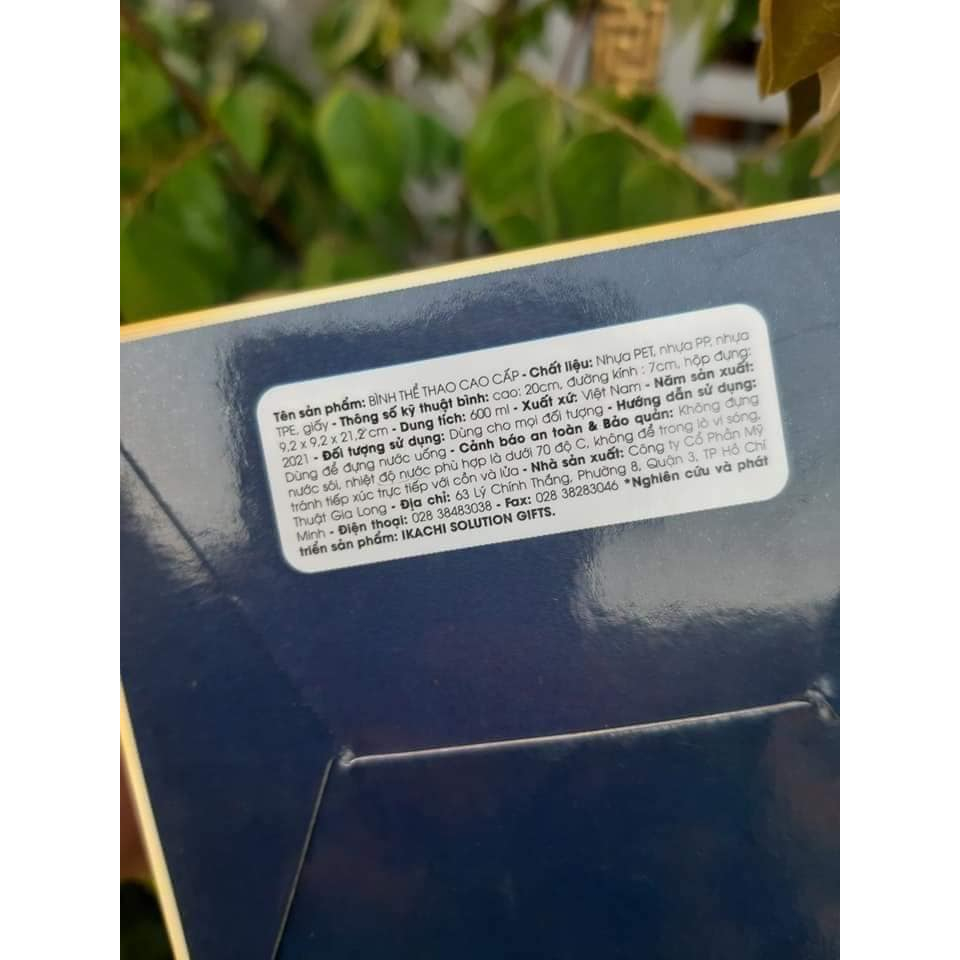 Tên sản phẩm: BÌNH THỂ THAO CAO CẤP - Chất liệu: Nhựa PET, nhựa PP, nhựa
TPE, giấy - Thông số kỹ thuật bình: cao: 20cm, đường kính : 7cm, hộp đựng:
9,2 x 9,2 x 21,2 cm - Dung tích: 600 ml - Xuất xứ: Việt Nam - Năm sản xuất:
2021 - Đối tượng sử dụng: Dùng cho mọi đối tượng - Hướng dẫn sử dụng:
Dùng để đựng nước uống - Cảnh báo an toàn & Bảo quản: Không đựng
nước sôi, nhiệt độ nước phù hợp là dưới 70 độ C, không để trong lò vi sóng,
tránh tiếp xúc trực tiếp với cồn và lửa - Nhà sản xuất: Công ty Cổ Phần Mỹ
Thuật Gia Long - Địa chỉ: 63 Lý Chính Thắng, Phường 8, Quận 3, TP Hồ Chí
Minh - Điện thoại: 028 38483038 - Fax: 028 38283046 *Nghiên cứu và phát
triển sản phẩm: IKACHI SOLUTION GIFTS.